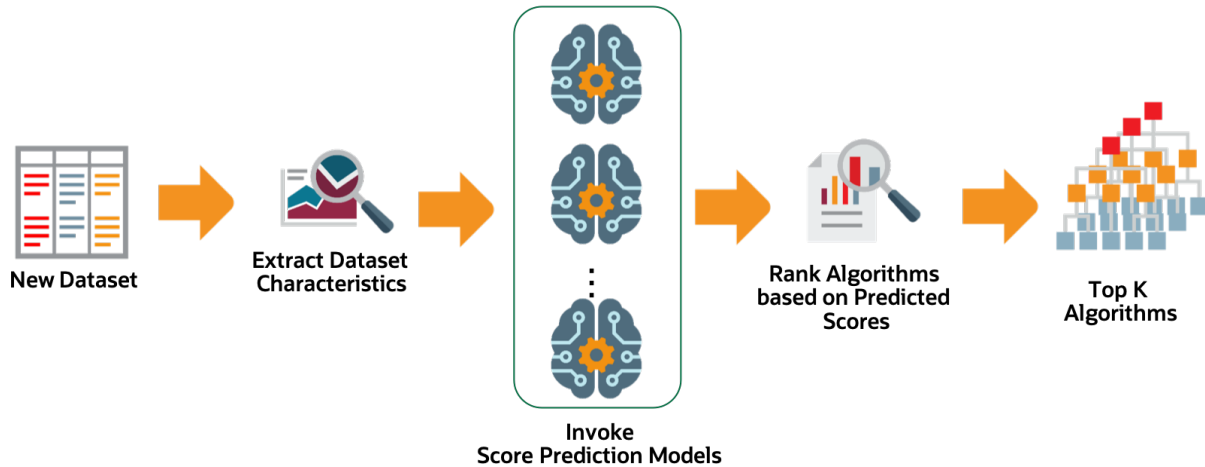 New Dataset
Extract Dataset
Characteristics
Invoke
Score Prediction Models
Rank Algorithms
based on Predicted
Scores
Top K
Algorithms